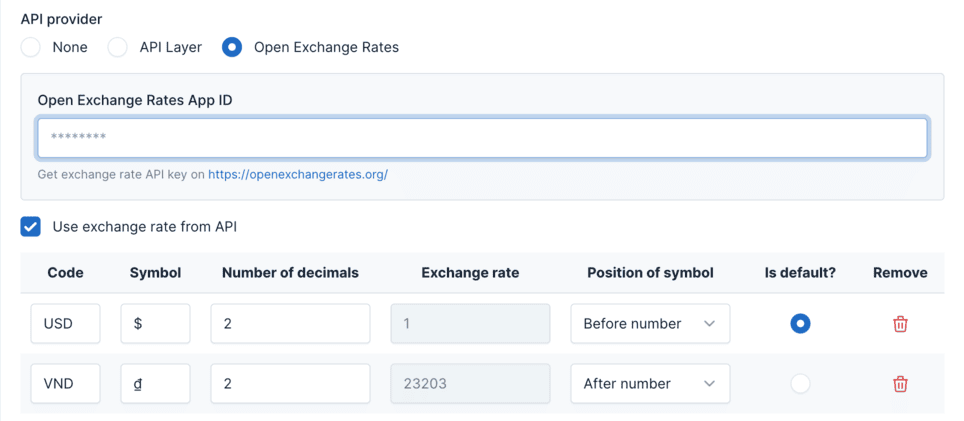 API provider
None API Layer Open Exchange Rates
Open Exchange Rates App ID
********
Get exchange rate API key on https://openexchangerates.org/
Use exchange rate from API
Code Symbol Number of decimals Exchange rate Position of symbol Is default? Remove
USD $ 2 1 Before number
VND ₫ 2 23203 After number